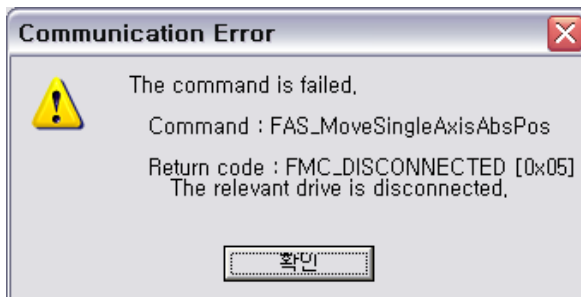 Communication Error
The command is failed,
Command : FAS_MoveSingleAxisAbsPos
Return code : FMC_DISCONNECTED [0x05]
The relevant drive is disconnected,
확인